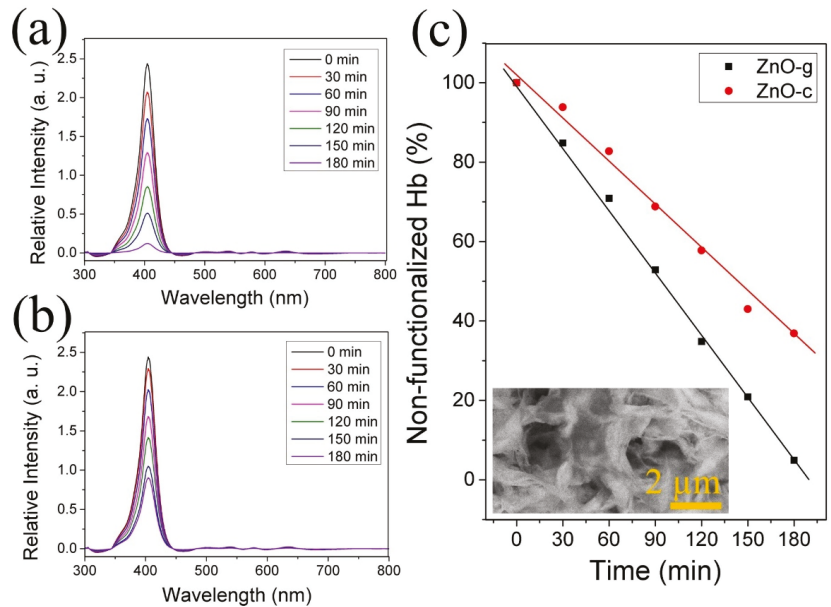 (a)
Relative Intensity (a. u.)
2.5
2.0
1.5
1.0
0.5
0.0
300 400 500 600 700 800
Wavelength (nm)
0 min
30 min
60 min
90 min
120 min
150 min
180 min
(b)
Relative Intensity (a. u.)
2.5
2.0
1.5
1.0
0.5
0.0
300 400 500 600 700 800
Wavelength (nm)
0 min
30 min
60 min
90 min
120 min
150 min
180 min
(c)
Non-functionalized Hb (%)
100
80
60
40
20
0
ZnO-g
ZnO-c
2 μm
0 30 60 90 120 150 180
Time (min)